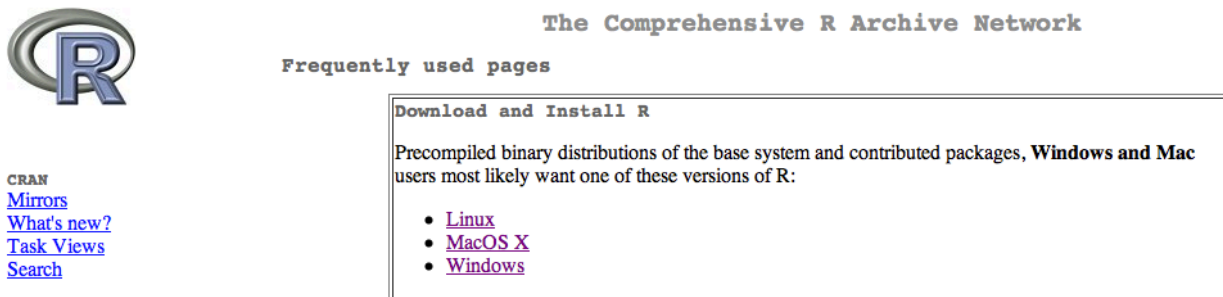 R
The Comprehensive R Archive Network
Frequently used pages
Download and Install R
Precompiled binary distributions of the base system and contributed packages, Windows and Mac
users most likely want one of these versions of R:
Linux
MacOS X
Windows
CRAN
Mirrors
What's new?
Task Views
Search